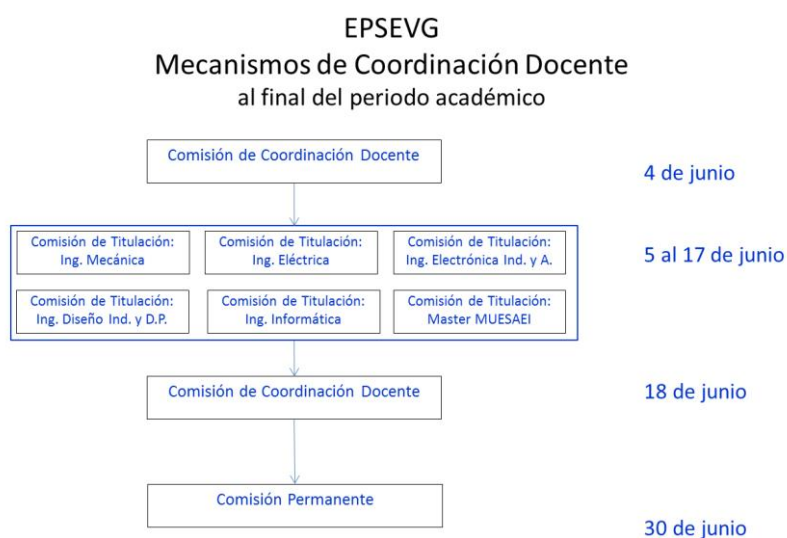 EPSEVG
Mecanismos de Coordinación Docente
al final del periodo académico
Comisión de Coordinación Docente
4 de junio
Comisión de Titulación:
Ing. Mecánica
Comisión de Titulación:
Ing. Eléctrica
Comisión de Titulación:
Ing. Electrónica Ind. y A.
5 al 17 de junio
Comisión de Titulación:
Ing. Diseño Ind. y D.P.
Comisión de Titulación:
Ing. Informática
Comisión de Titulación:
Master MUESAEI
Comisión de Coordinación Docente
18 de junio
Comisión Permanente
30 de junio